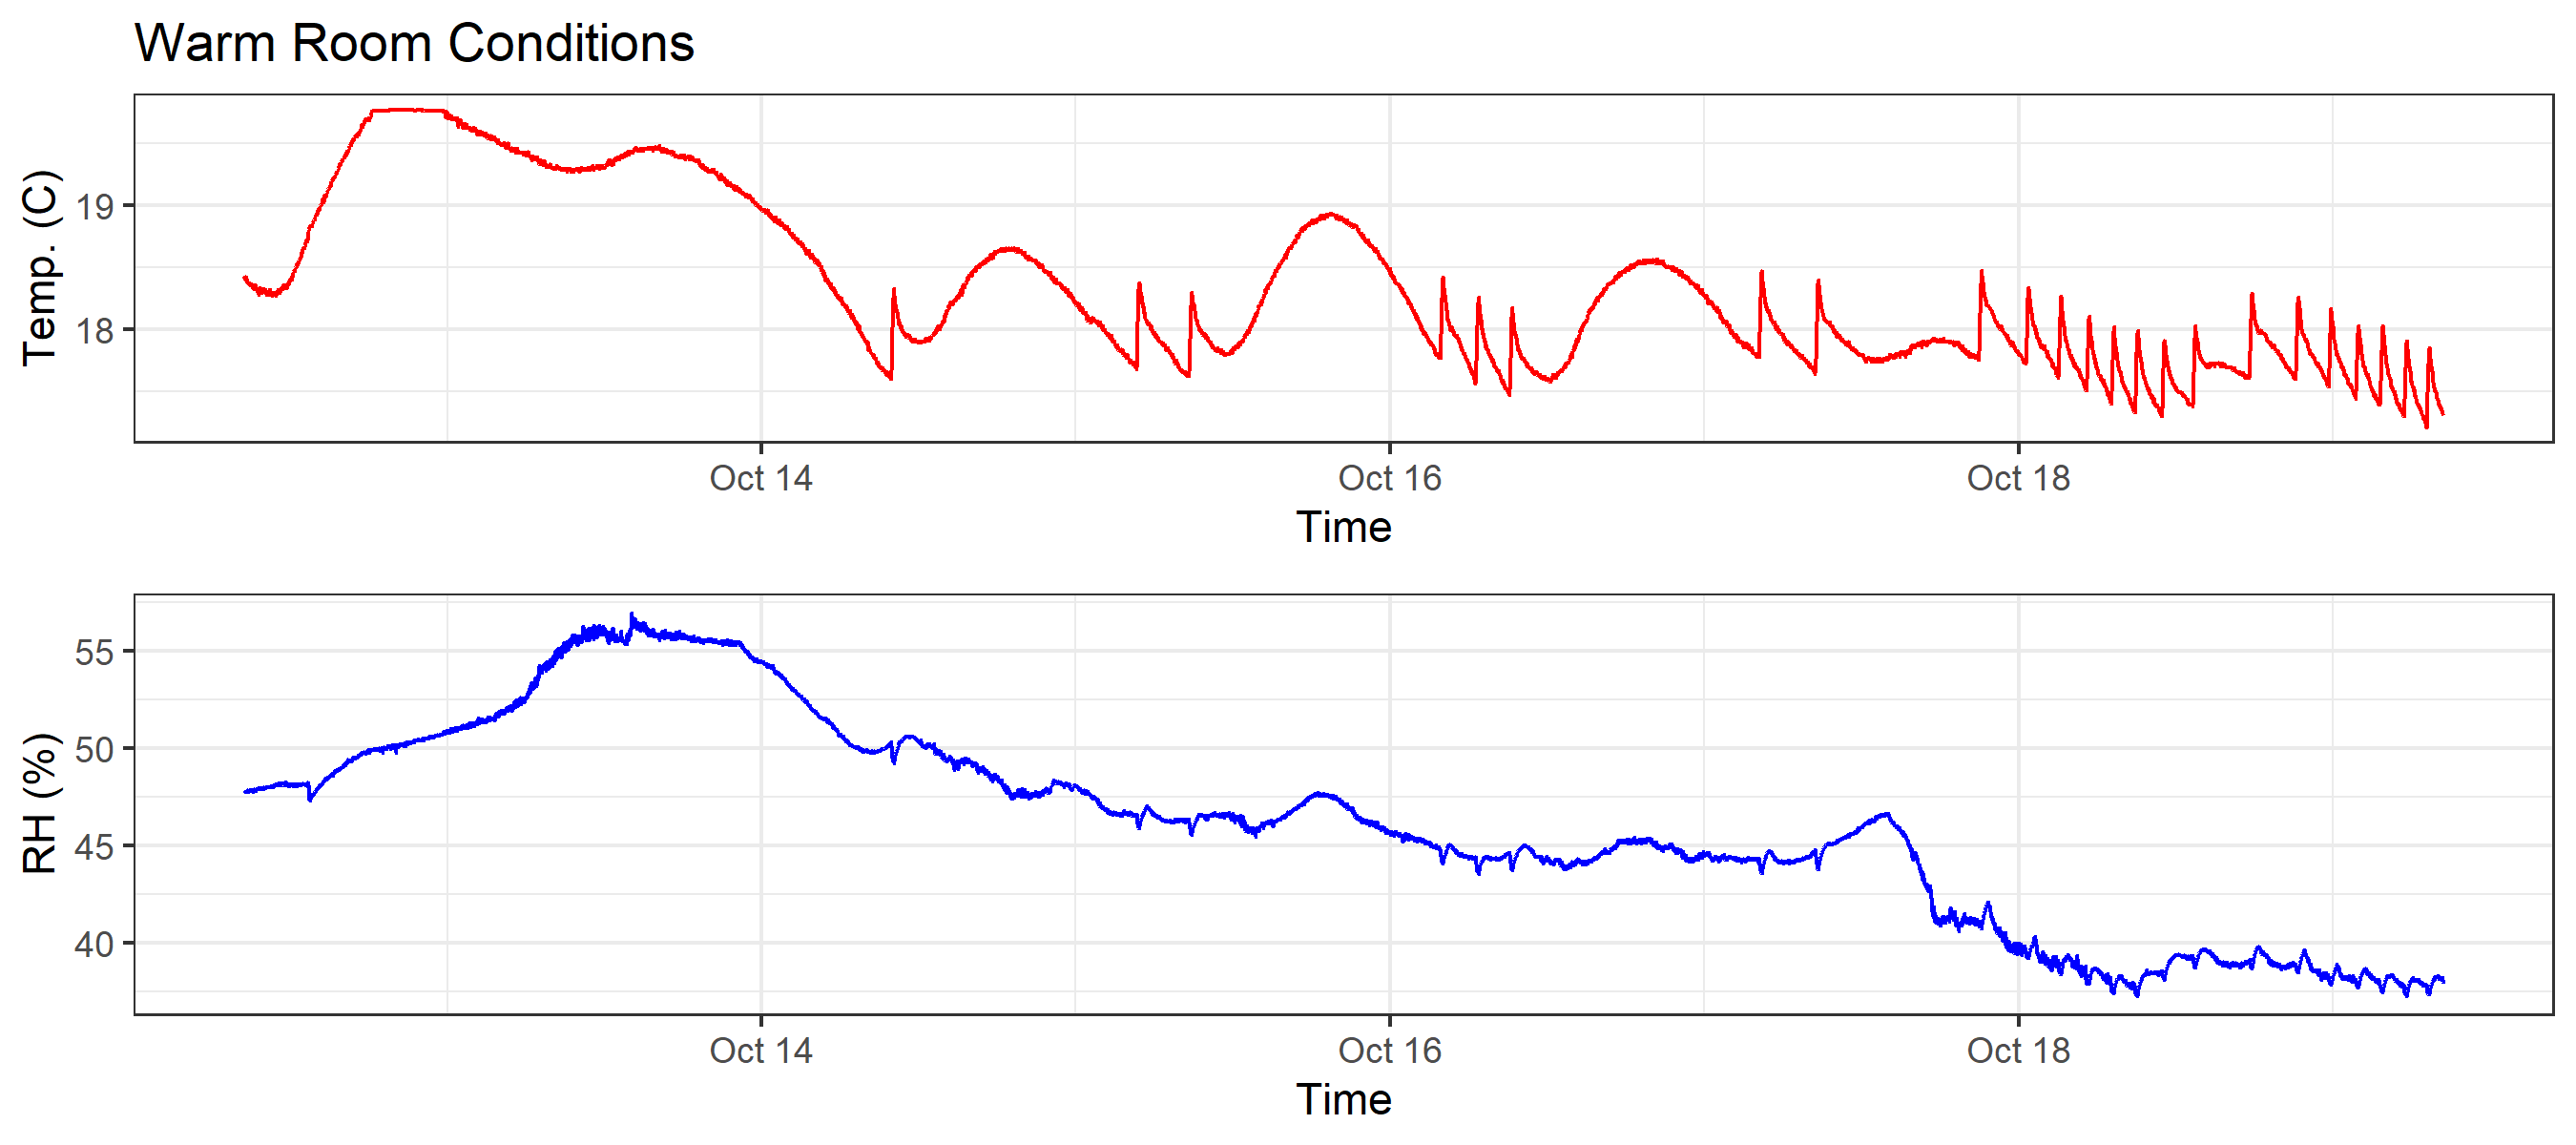 Warm Room Conditions
Temp. (C)
19
18
Oct 14 Oct 16 Oct 18
Time
RH (%)
55
50
45
40
Oct 14 Oct 16 Oct 18
Time